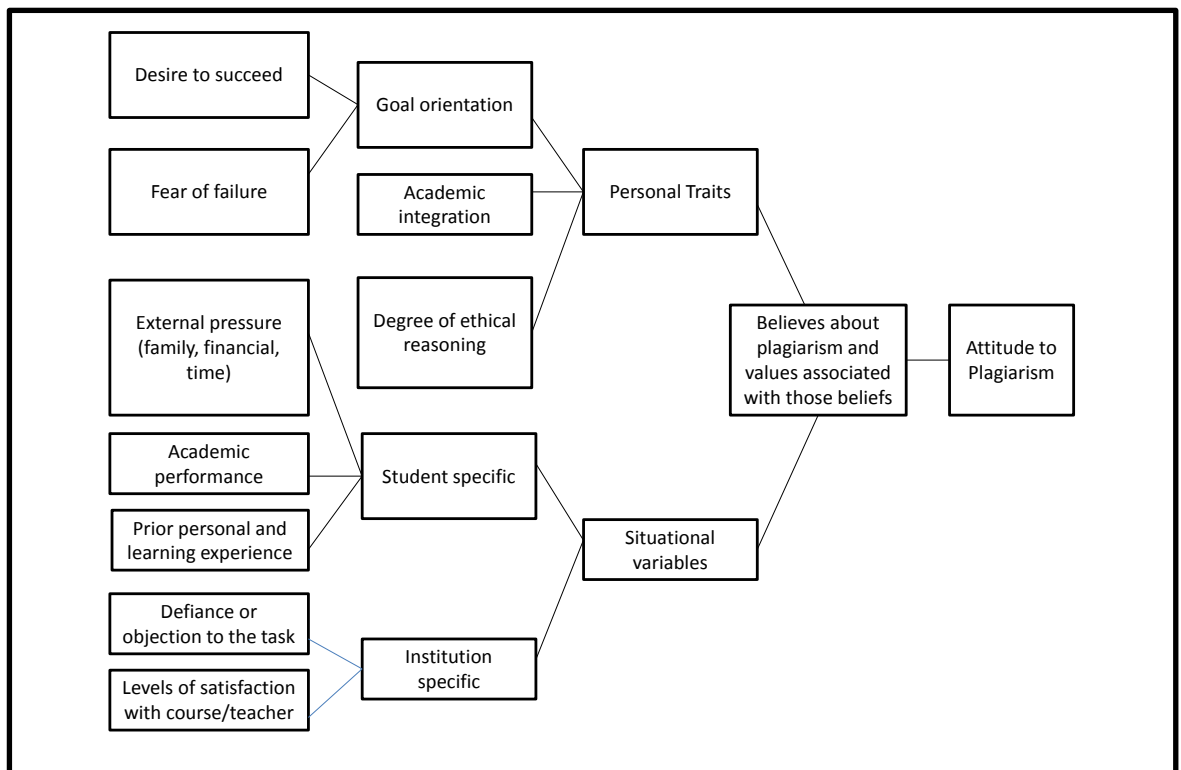 Desire to succeed
Fear of failure
Goal orientation
Academic
integration
Degree of ethical
reasoning
Personal Traits
External pressure
(family, financial,
time)
Academic
performance
Prior personal and
learning experience
Student specific
Defiance or
objection to the task
Levels of satisfaction
with course/teacher
Institution
specific
Situational
variables
Believes about
plagiarism and
values associated
with those beliefs
Attitude to
Plagiarism